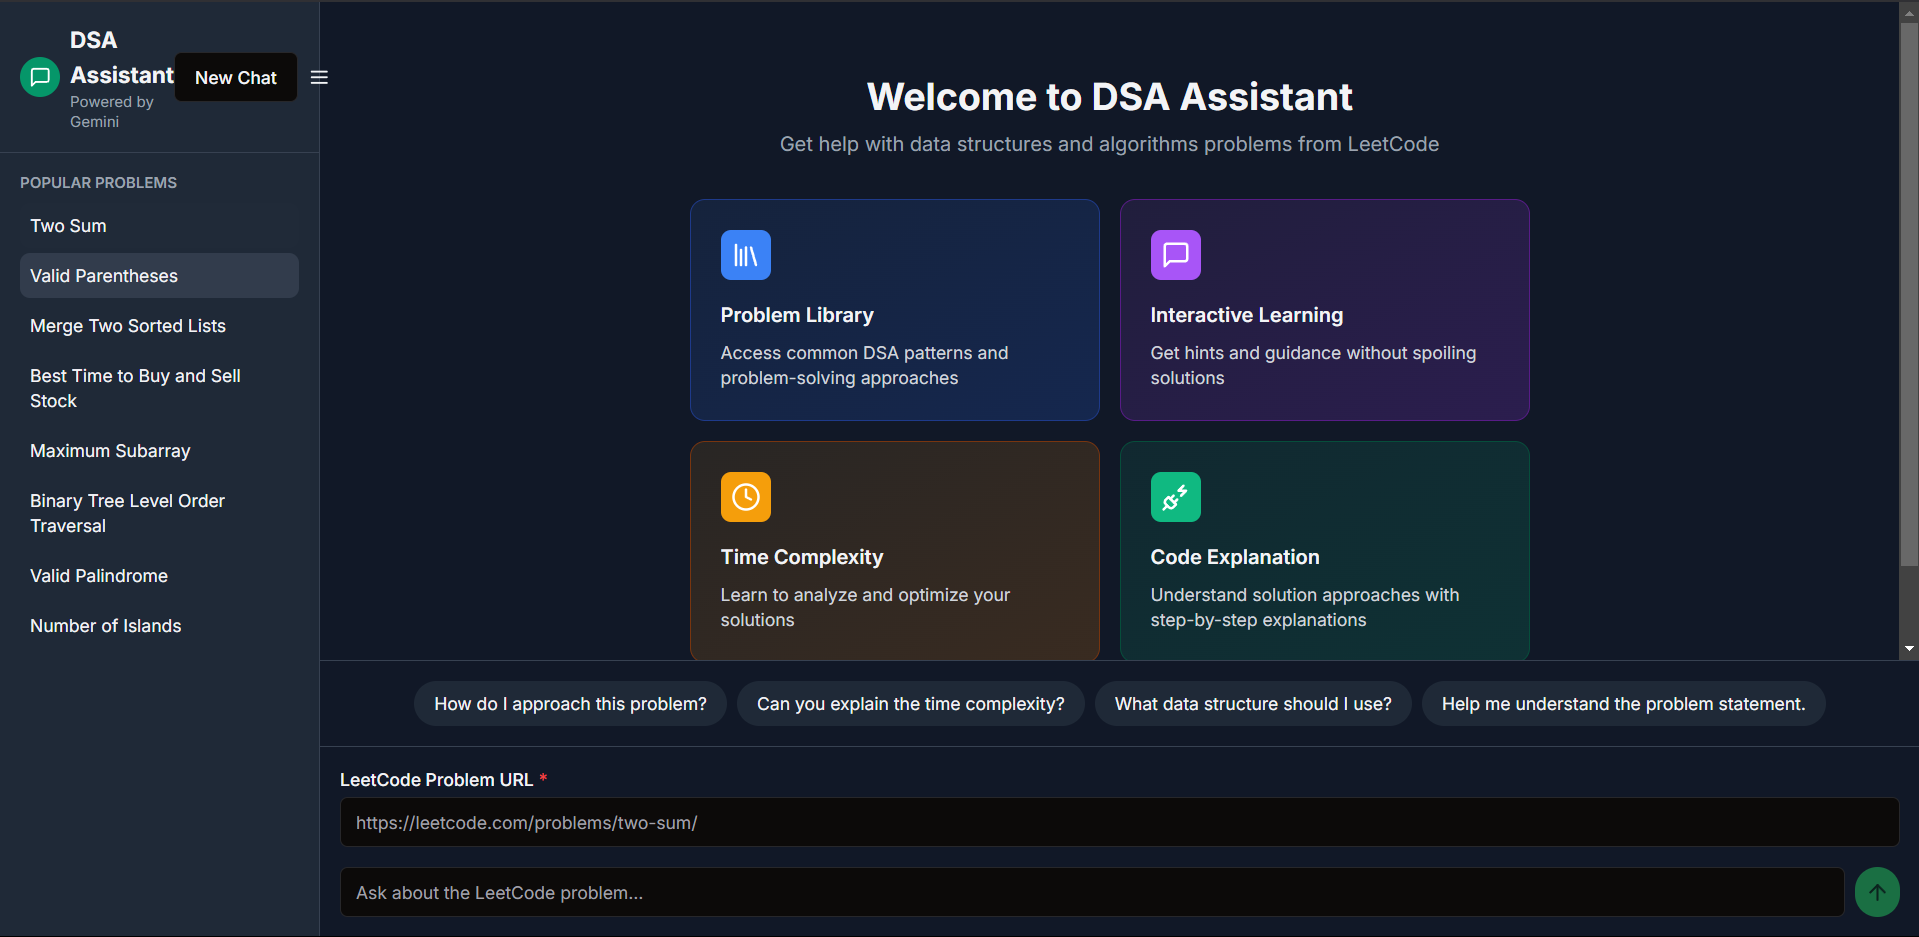 DSA
Assistant
Powered by
Gemini
New Chat
POPULAR PROBLEMS
Two Sum
Valid Parentheses
Merge Two Sorted Lists
Best Time to Buy and Sell
Stock
Maximum Subarray
Binary Tree Level Order
Traversal
Valid Palindrome
Number of Islands
Welcome to DSA Assistant
Get help with data structures and algorithms problems from LeetCode
Problem Library
Access common DSA patterns and
problem-solving approaches
Interactive Learning
Get hints and guidance without spoiling
solutions
Time Complexity
Learn to analyze and optimize your
solutions
Code Explanation
Understand solution approaches with
step-by-step explanations
How do I approach this problem?
Can you explain the time complexity?
What data structure should I use?
Help me understand the problem statement.
LeetCode Problem URL *
https://leetcode.com/problems/two-sum/
Ask about the LeetCode problem...